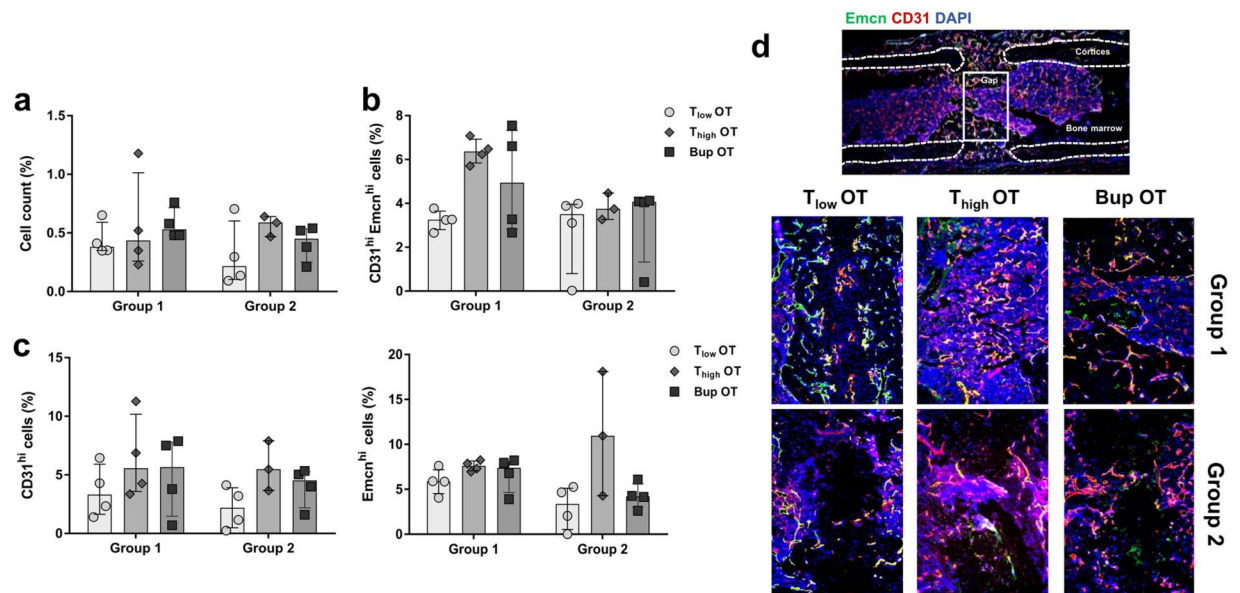 a
Cell count (%)
1.5
1.0
0.5
0.0
Group 1
Group 2
b
CD31hi Emcnhi cells (%)
8
6
4
2
0
Group 1
Group 2
Tlow OT
Thigh OT
Bup OT
c
CD31hi cells (%)
15
10
5
0
Group 1
Group 2
Emcnhi cells (%)
20
15
10
5
0
Group 1
Group 2
Tlow OT
Thigh OT
Bup OT
d
Emcn CD31 DAPI
Cortices
Gap
Bone marrow
Tlow OT
Thigh OT
Bup OT
Group 1
Group 2